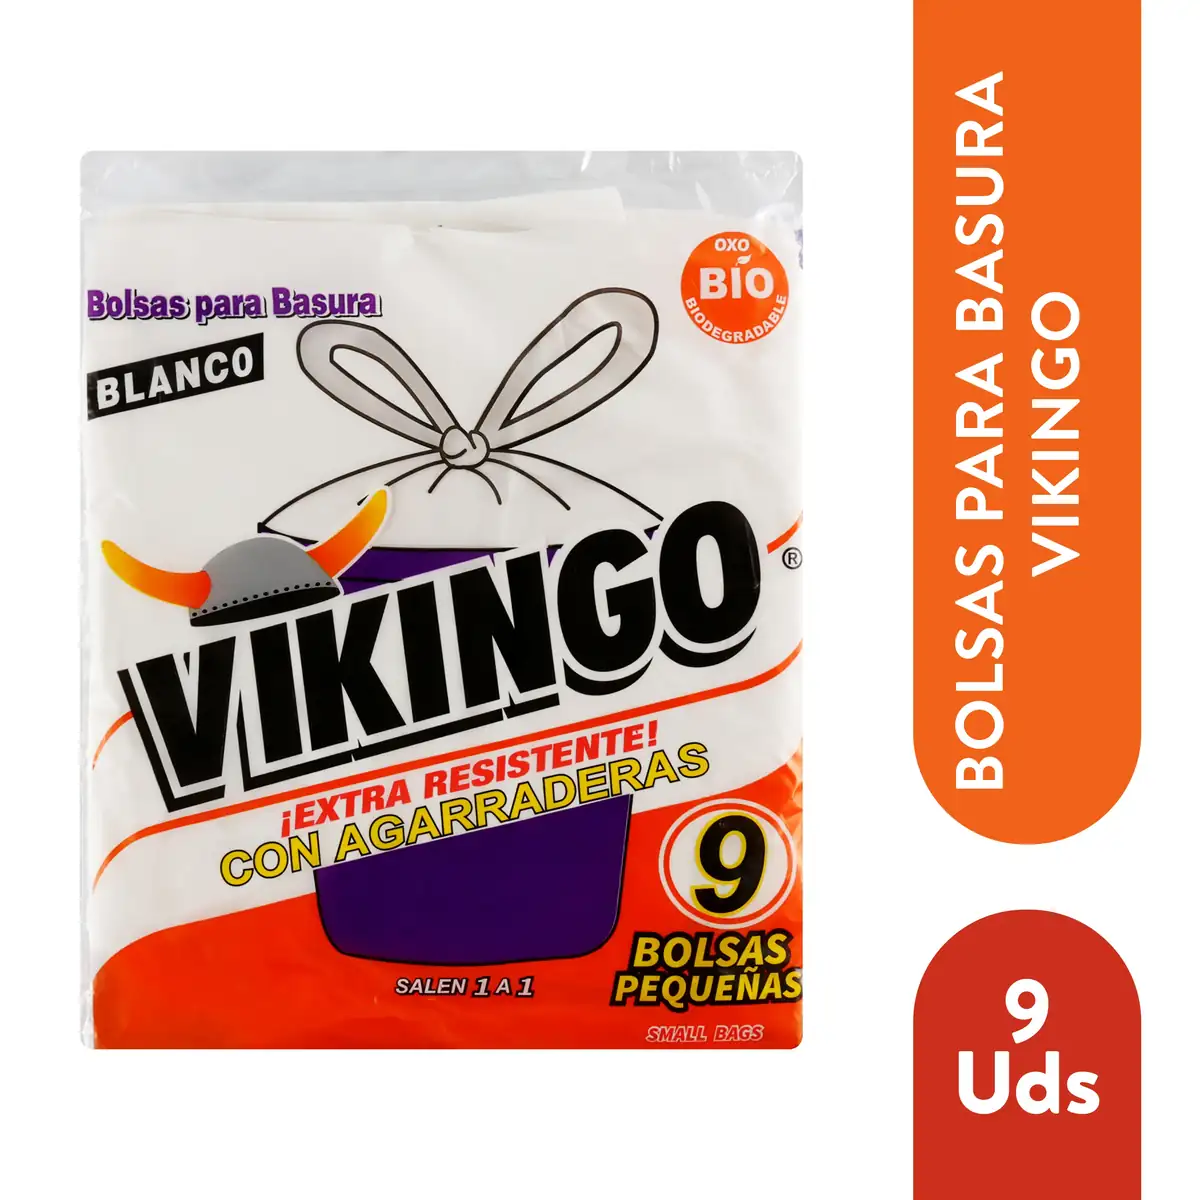 Bolsas para Basura
BLANCO
OXO
BIO
BIODEGRADABLE
VIKINGO
®
¡EXTRA RESISTENTE!
CON AGARRADERAS
9
BOLSAS
PEQUEÑAS
SALEN 1 A 1
SMALL BAGS
BOLSAS PARA BASURA
VIKINGO
9
Uds